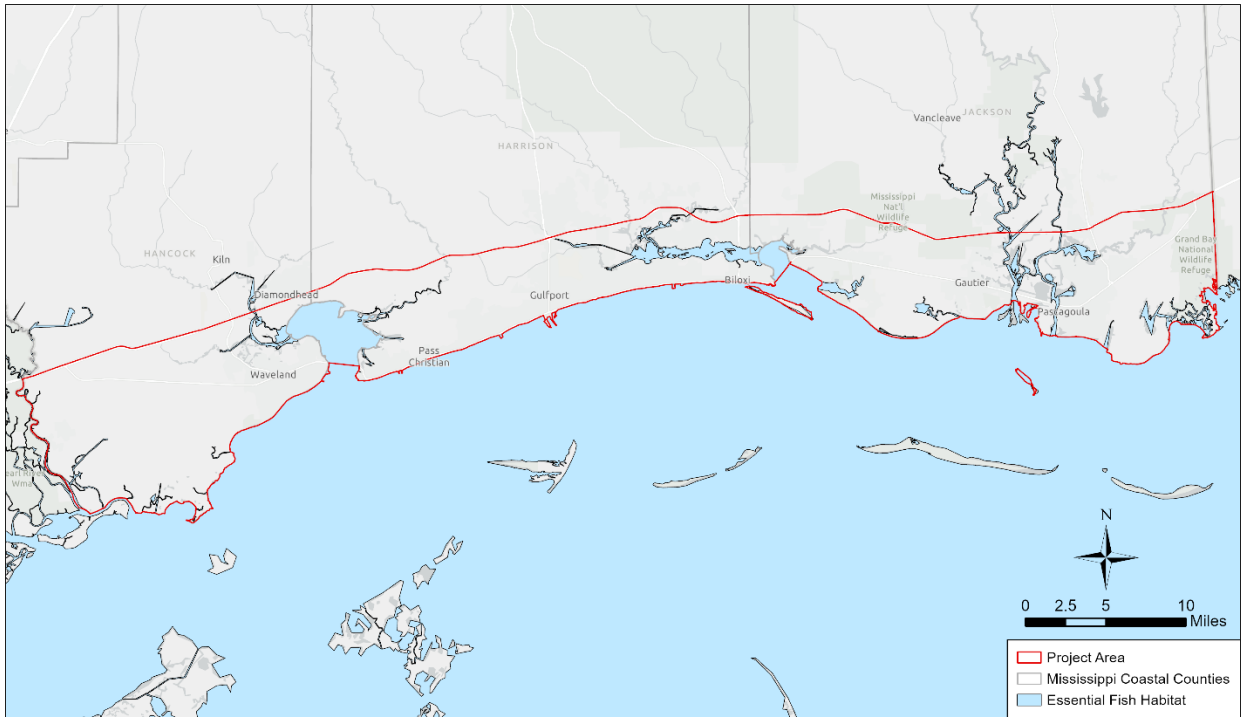 Vancleave
JACKSON
HARRISON
Mississippi
Nat'l
Wildlife
Refuge
HANCOCK
Kiln
Grand Bay
National
Wildlife
Refuge
Diamondhead
Gulfport
Biloxi
Gautier
Pascagoula
Pass
Christian
Waveland
Wma
N
0 2.5 5 10
Miles
Project Area
Mississippi Coastal Counties
Essential Fish Habitat